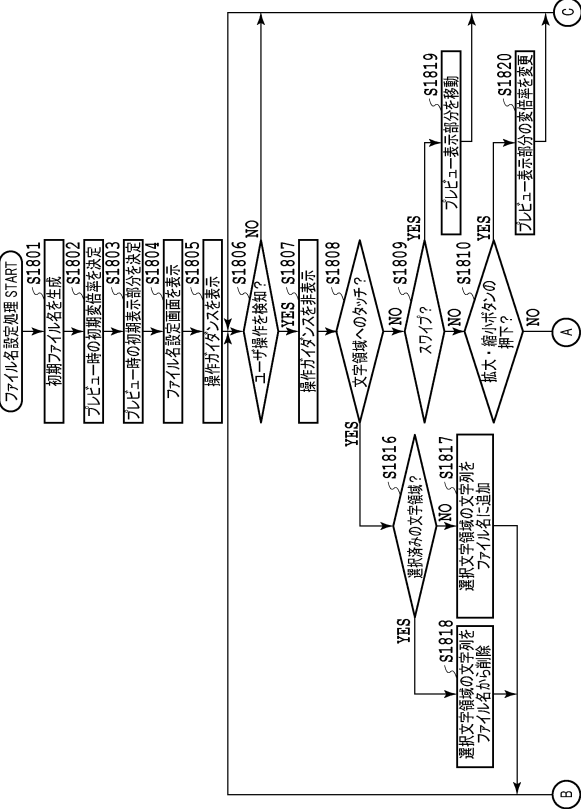 ファイル名設定処理 START
S1801
初期ファイル名を生成
S1802
プレビュー時の初期変倍率を決定
S1803
プレビュー時の初期表示部分を決定
S1804
ファイル名設定画面を表示
S1805
操作ガイダンスを表示
S1806
ユーザ操作を検知?
NO
YES
S1807
操作ガイダンスを非表示
S1808
文字領域へのタッチ?
YES
NO
S1809
スワイプ?
YES
NO
S1819
プレビュー表示部分を移動
S1810
拡大・縮小ボタンの
押下?
YES
NO
S1820
プレビュー表示部分の変倍率を変更
S1816
選択済みの文字領域?
YES
NO
S1817
選択文字領域の文字列を
ファイル名に追加
S1818
選択文字領域の文字列を
ファイル名から削除
B
A
C